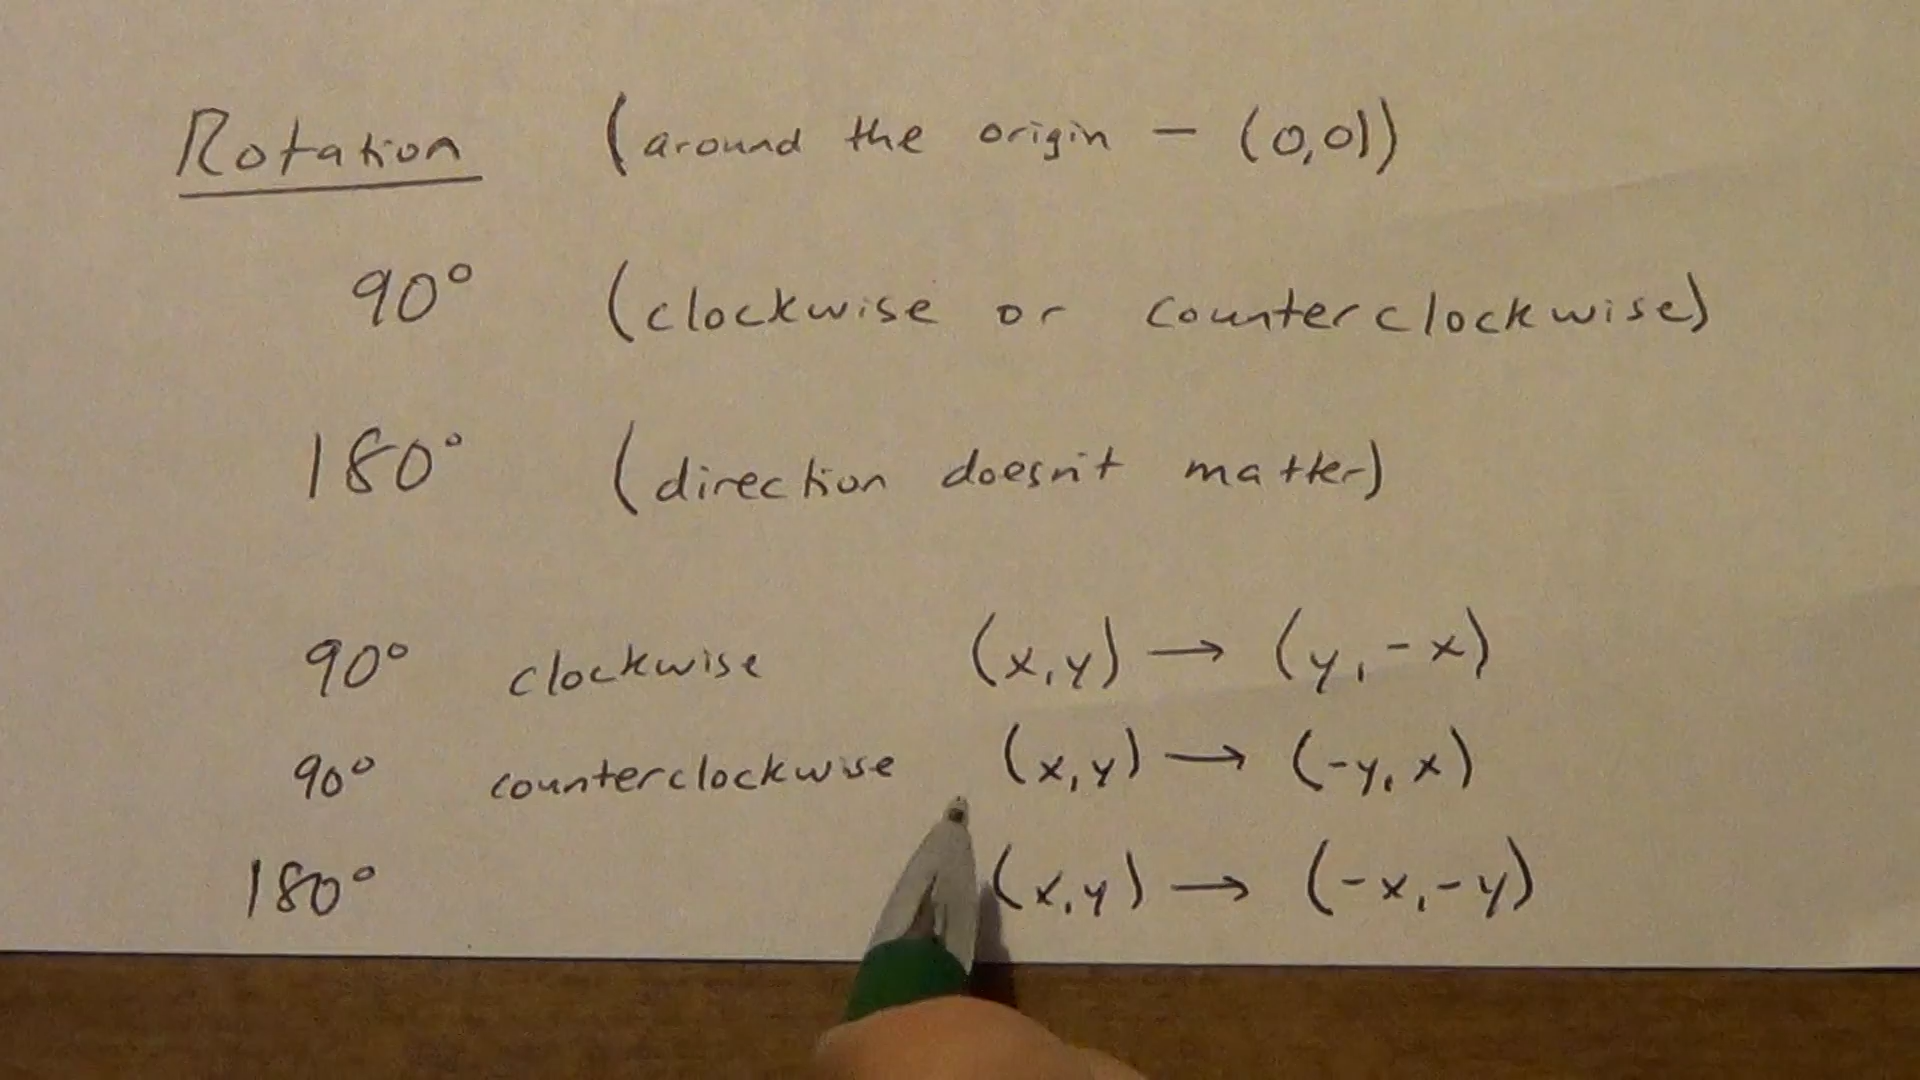 Rotation (around the origin – (0,0))
90° (clockwise or counterclockwise)
180° (direction doesn't matter)
90° clockwise (x,y) → (y,-x)
90° counterclockwise (x,y) → (-y,x)
180° (x,y) → (-x,-y)